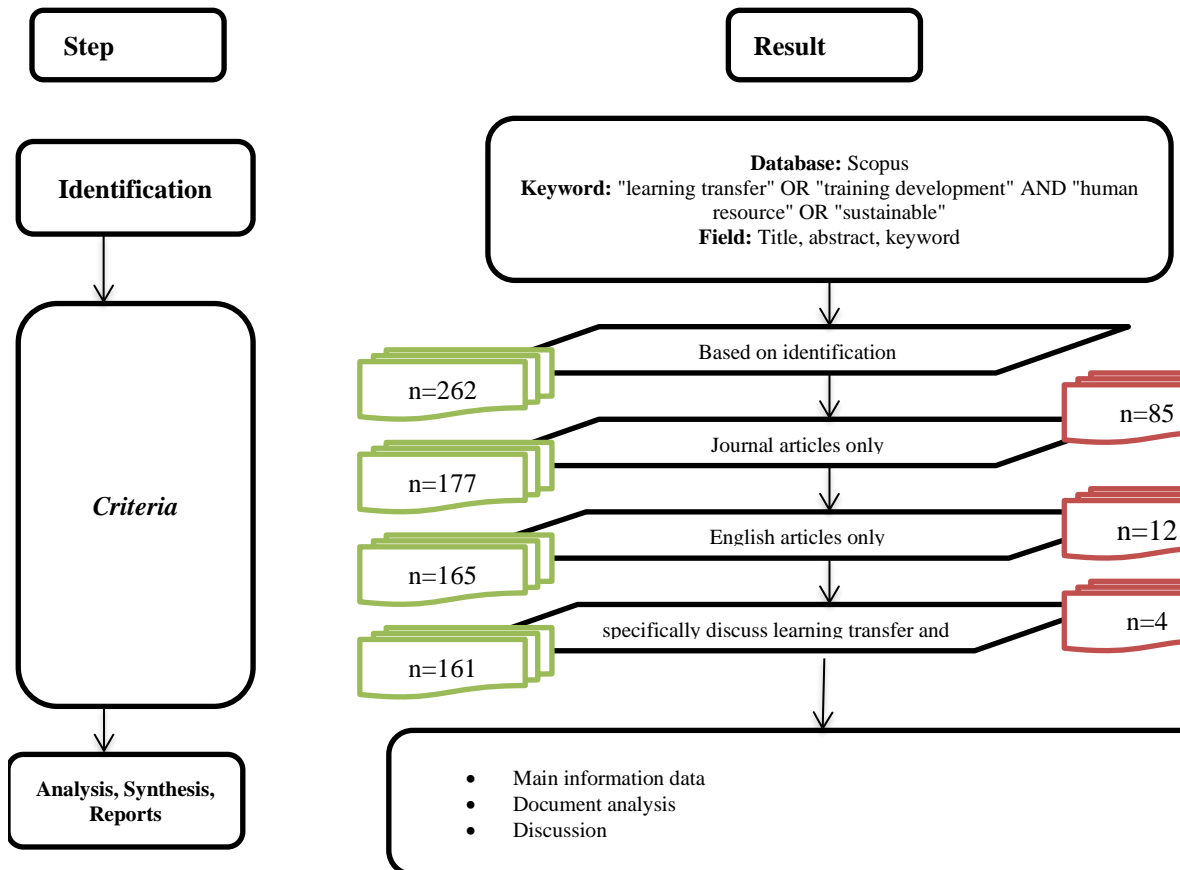 Step
Result
Identification
Database: Scopus
Keyword: "learning transfer" OR "training development" AND "human
resource" OR "sustainable"
Field: Title, abstract, keyword
Criteria
Based on identification
n=262
n=85
Journal articles only
n=177
n=12
English articles only
n=165
n=4
specifically discuss learning transfer and
n=161
Analysis, Synthesis,
Reports
• Main information data
• Document analysis
• Discussion